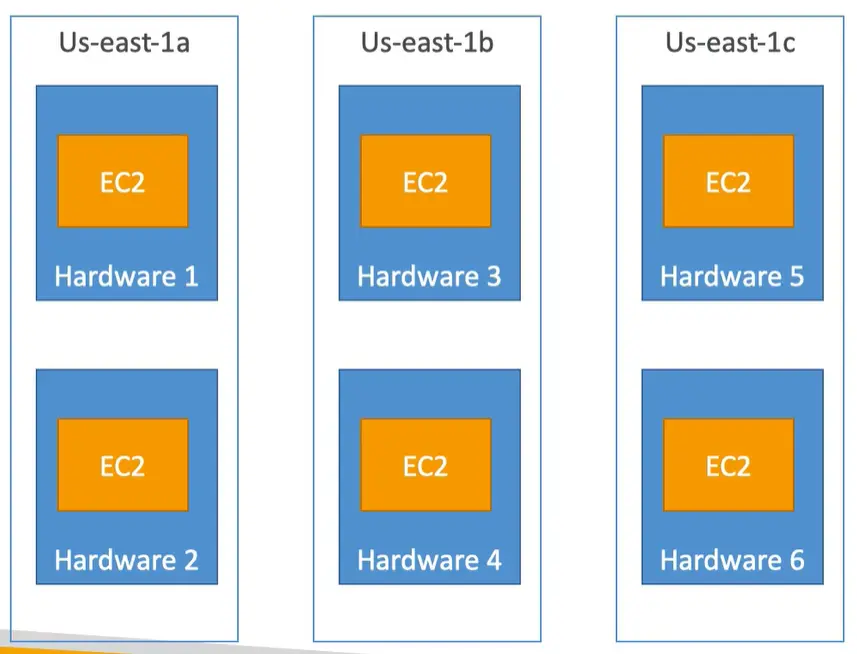 Us-east-1a
EC2
Hardware 1
EC2
Hardware 2
Us-east-1b
EC2
Hardware 3
EC2
Hardware 4
Us-east-1c
EC2
Hardware 5
EC2
Hardware 6